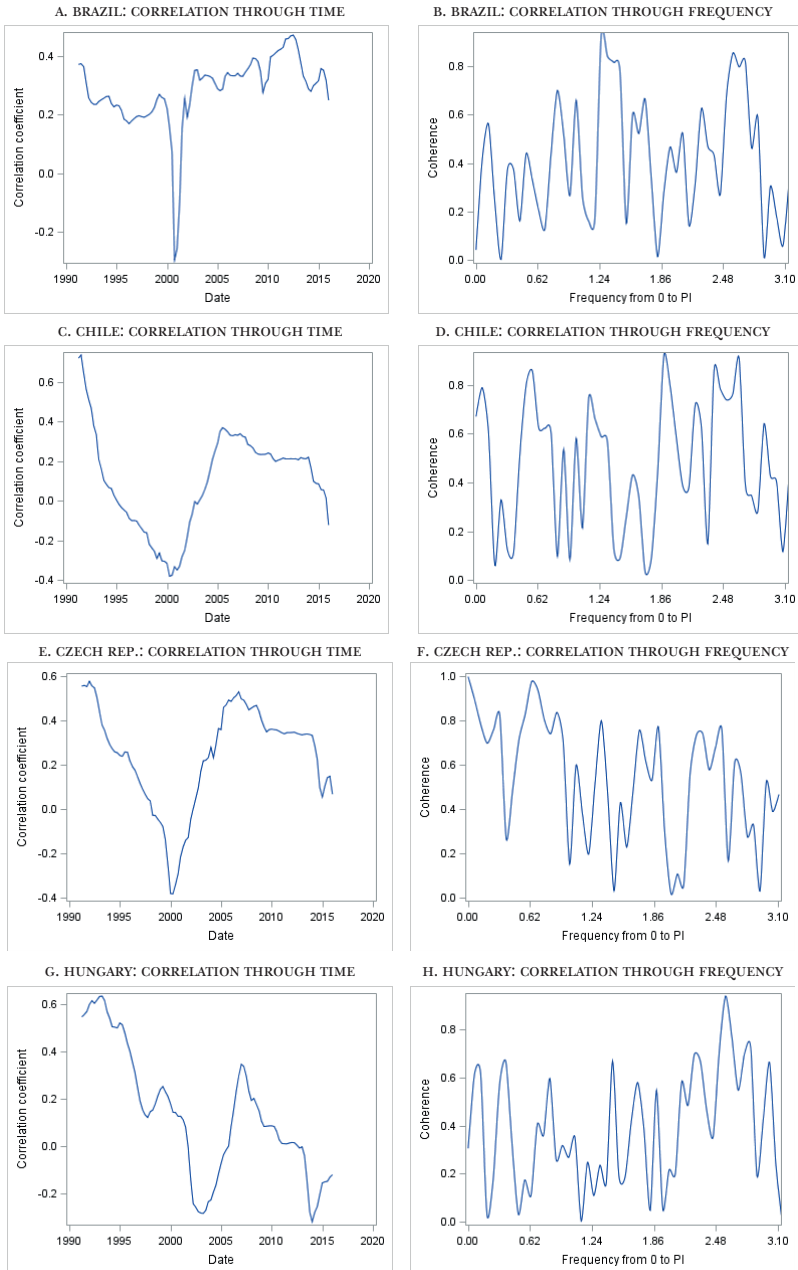 A. BRAZIL: CORRELATION THROUGH TIME
Correlation coefficient
0.4
0.2
0.0
-0.2
1990 1995 2000 2005 2010 2015 2020
Date
B. BRAZIL: CORRELATION THROUGH FREQUENCY
Coherence
0.8
0.6
0.4
0.2
0.0
0.00 0.62 1.24 1.86 2.48 3.10
Frequency from 0 to PI
C. CHILE: CORRELATION THROUGH TIME
Correlation coefficient
0.6
0.4
0.2
0.0
-0.2
-0.4
1990 1995 2000 2005 2010 2015 2020
Date
D. CHILE: CORRELATION THROUGH FREQUENCY
Coherence
0.8
0.6
0.4
0.2
0.0
0.00 0.62 1.24 1.86 2.48 3.10
Frequency from 0 to PI
E. CZECH REP.: CORRELATION THROUGH TIME
Correlation coefficient
0.6
0.4
0.2
0.0
-0.2
-0.4
1990 1995 2000 2005 2010 2015 2020
Date
F. CZECH REP.: CORRELATION THROUGH FREQUENCY
Coherence
1.0
0.8
0.6
0.4
0.2
0.0
0.00 0.62 1.24 1.86 2.48 3.10
Frequency from 0 to PI
G. HUNGARY: CORRELATION THROUGH TIME
Correlation coefficient
0.6
0.4
0.2
0.0
-0.2
1990 1995 2000 2005 2010 2015 2020
Date
H. HUNGARY: CORRELATION THROUGH FREQUENCY
Coherence
0.8
0.6
0.4
0.2
0.0
0.00 0.62 1.24 1.86 2.48 3.10
Frequency from 0 to PI